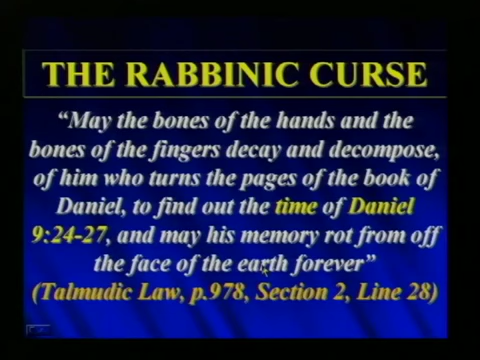 THE RABBINIC CURSE
“May the bones of the hands and the
bones of the fingers decay and decompose,
of him who turns the pages of the book of
Daniel, to find out the time of Daniel
9:24-27, and may his memory rot from off
the face of the earth forever”
(Talmudic Law, p.978, Section 2, Line 28)